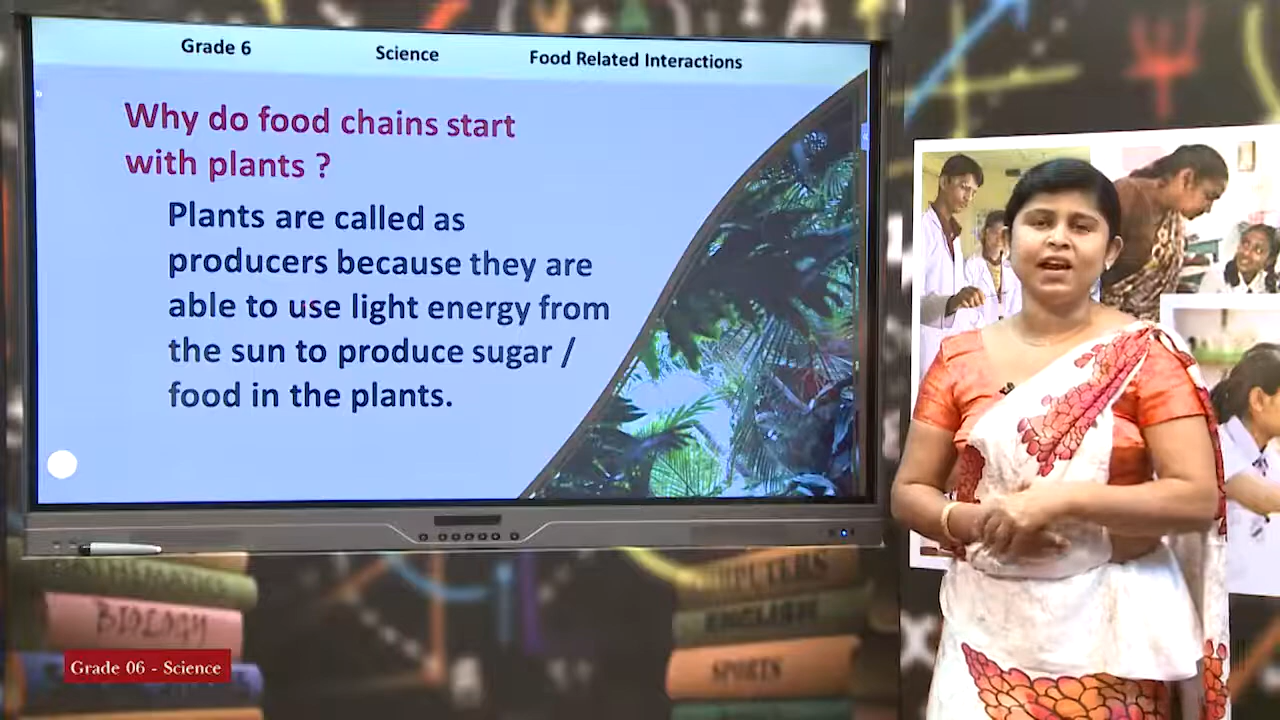 Grade 6 Science Food Related Interactions
Why do food chains start
with plants ?
Plants are called as
producers because they are
able to use light energy from
the sun to produce sugar /
food in the plants.
MATHEMATICS
BIOLOGY
COMPUTERS
ENGLISH
SPORTS
Grade 06 - Science